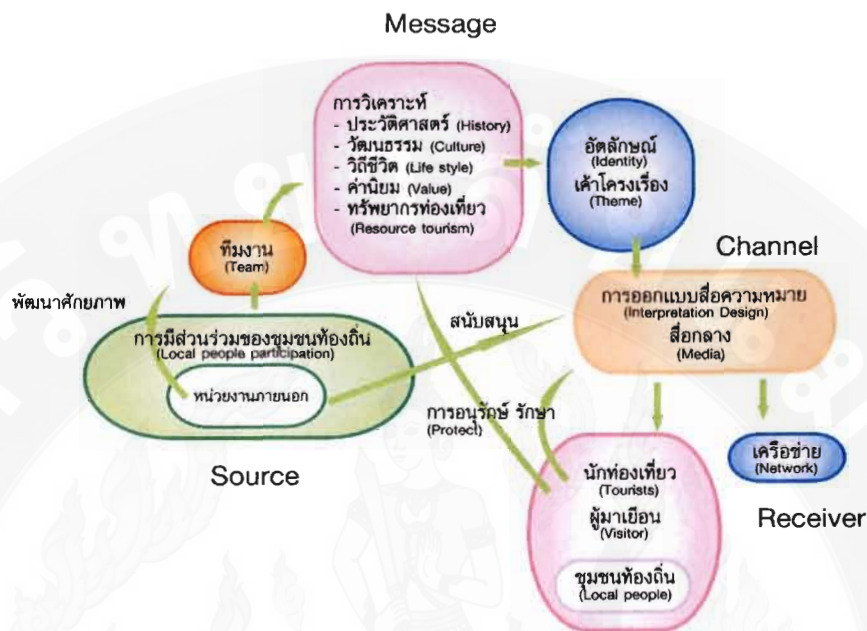 Message
การวิเคราะห์
- ประวัติศาสตร์ (History)
- วัฒนธรรม (Culture)
- วิถีชีวิต (Life style)
- ค่านิยม (Value)
- ทรัพยากรท่องเที่ยว
(Resource tourism)
อัตลักษณ์
(Identity)
เค้าโครงเรื่อง
(Theme)
ทีมงาน
(Team)
Channel
การออกแบบสื่อความหมาย
(Interpretation Design)
สื่อกลาง
(Media)
พัฒนาศักยภาพ
สนับสนุน
การมีส่วนร่วมของชุมชนท้องถิ่น
(Local people participation)
หน่วยงานภายนอก
Source
การอนุรักษ์ รักษา
(Protect)
นักท่องเที่ยว
(Tourists)
ผู้มาเยือน
(Visitor)
ชุมชนท้องถิ่น
(Local people)
เครือข่าย
(Network)
Receiver